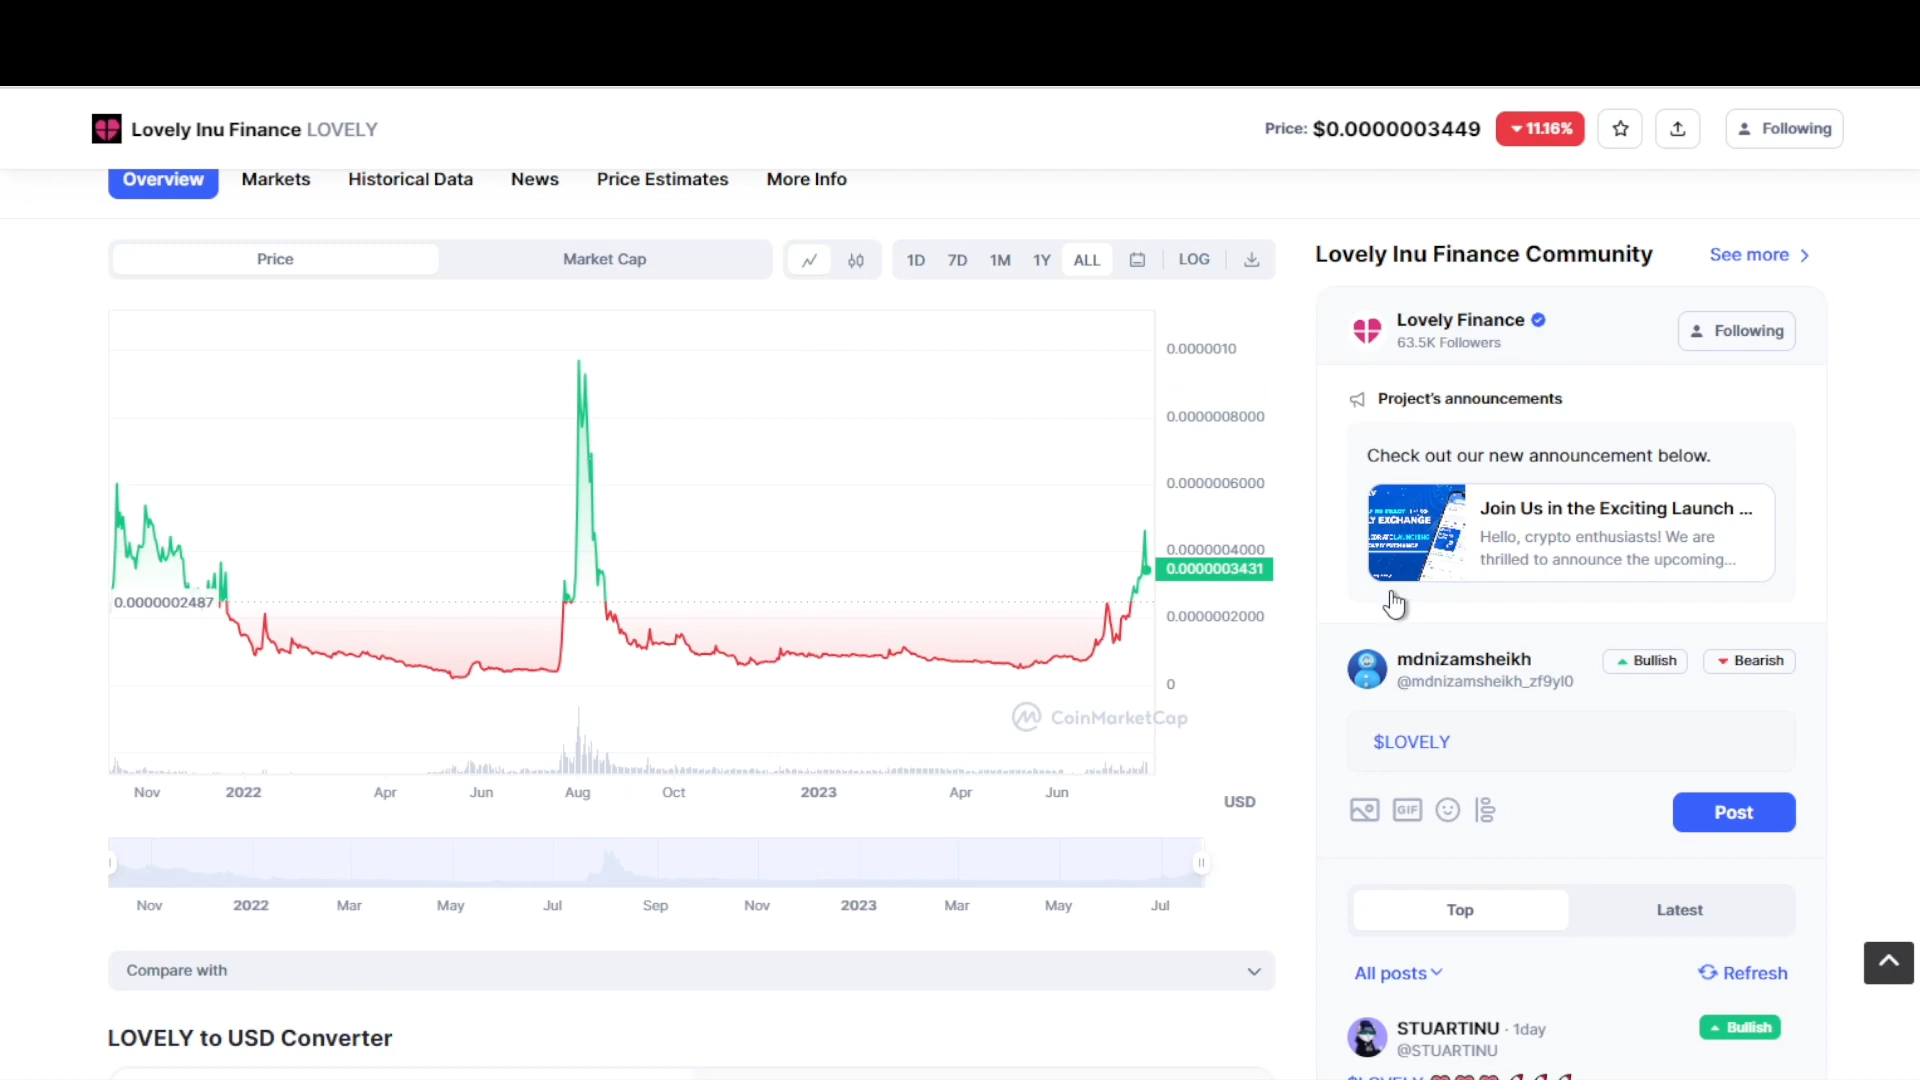 Lovely Inu Finance LOVELY
Price: $0.0000003449
11.16%
Following
Overview
Markets
Historical Data
News
Price Estimates
More Info
Price
Market Cap
1D
7D
1M
1Y
ALL
LOG
0.0000010
0.0000008000
0.0000006000
0.0000004000
0.0000003431
0.0000002487
0.0000002000
0
CoinMarketCap
Nov
2022
Apr
Jun
Aug
Oct
2023
Apr
Jun
USD
Nov
2022
Mar
May
Jul
Sep
Nov
2023
Mar
May
Jul
Compare with
LOVELY to USD Converter
Lovely Inu Finance Community
See more
Lovely Finance
63.5K Followers
Following
Project's announcements
Check out our new announcement below.
Join Us in the Exciting Launch ...
Hello, crypto enthusiasts! We are
thrilled to announce the upcoming...
mdnizamsheikh
@mdnizamsheikh_zf9yl0
Bullish
Bearish
$LOVELY
GIF
Post
Top
Latest
All posts
Refresh
STUARTINU · 1day
@STUARTINU
Bullish